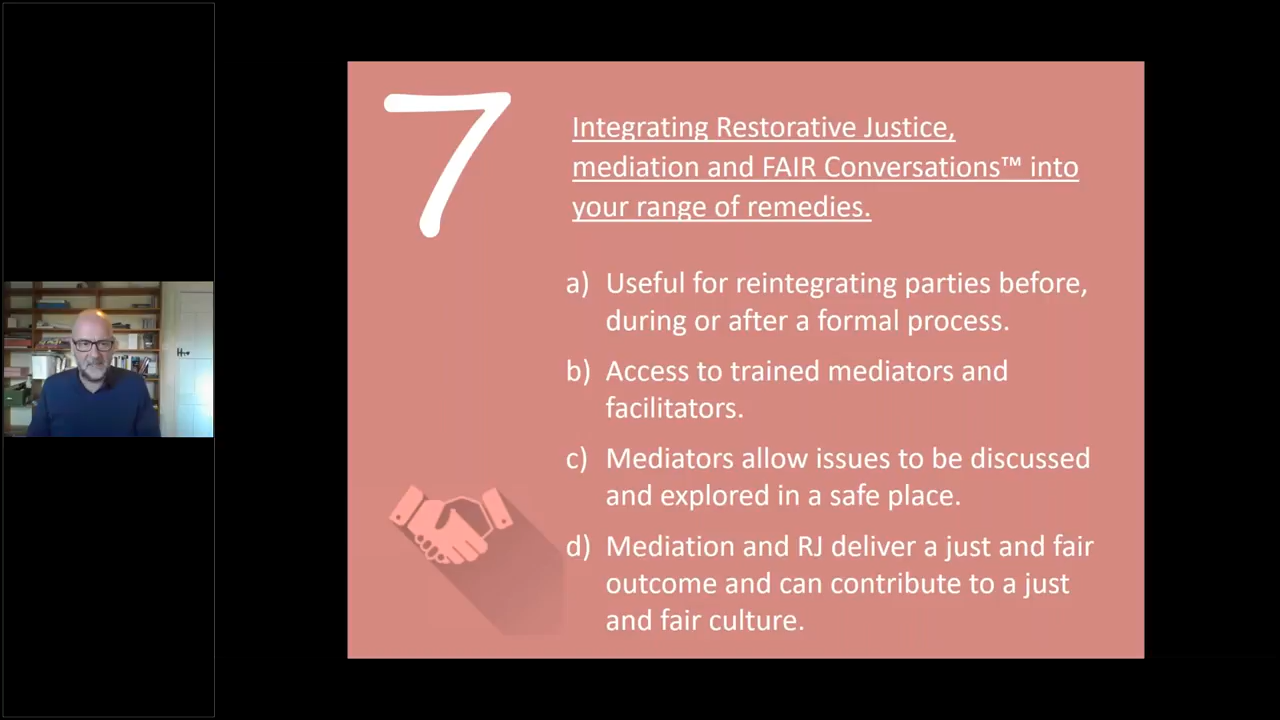 7
Integrating Restorative Justice,
mediation and FAIR Conversations™ into
your range of remedies.
a) Useful for reintegrating parties before,
during or after a formal process.
b) Access to trained mediators and
facilitators.
c) Mediators allow issues to be discussed
and explored in a safe place.
d) Mediation and RJ deliver a just and fair
outcome and can contribute to a just
and fair culture.